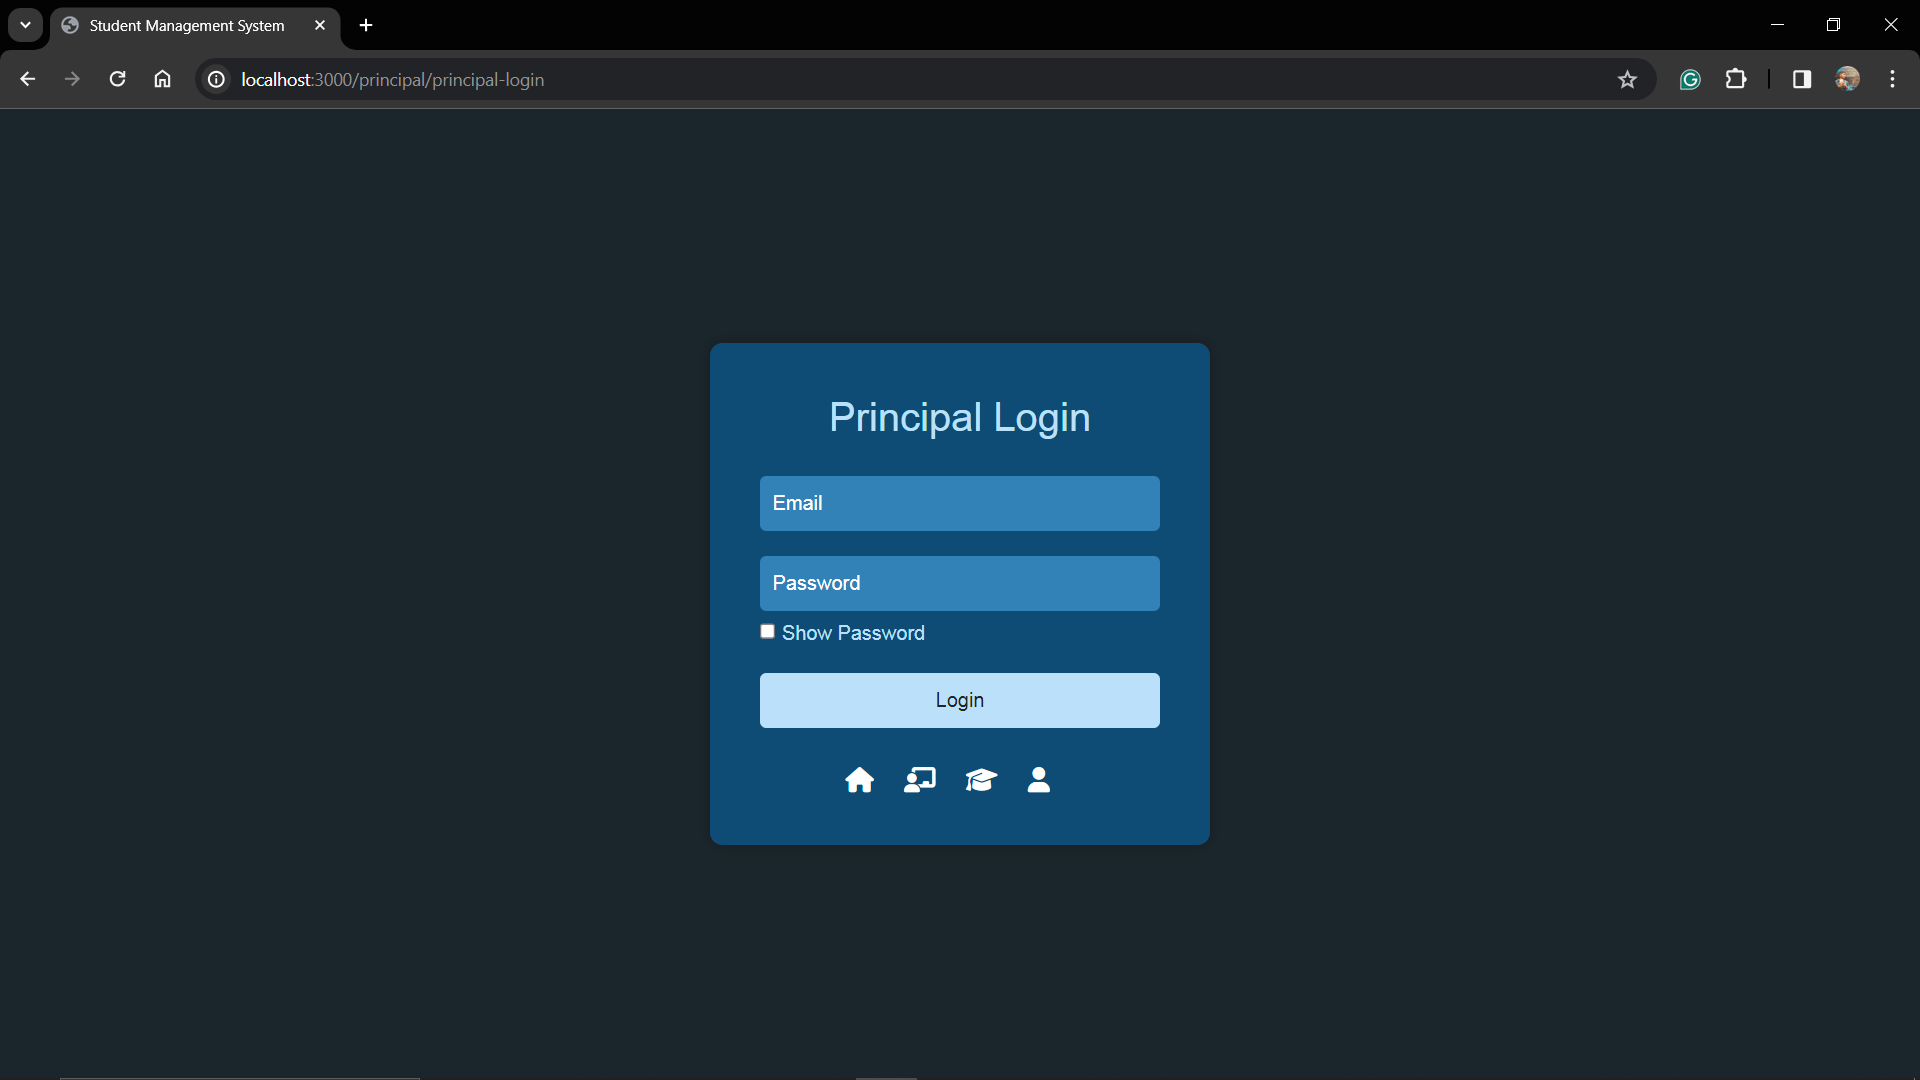 Student Management System
localhost:3000/principal/principal-login
Principal Login
Email
Password
Show Password
Login